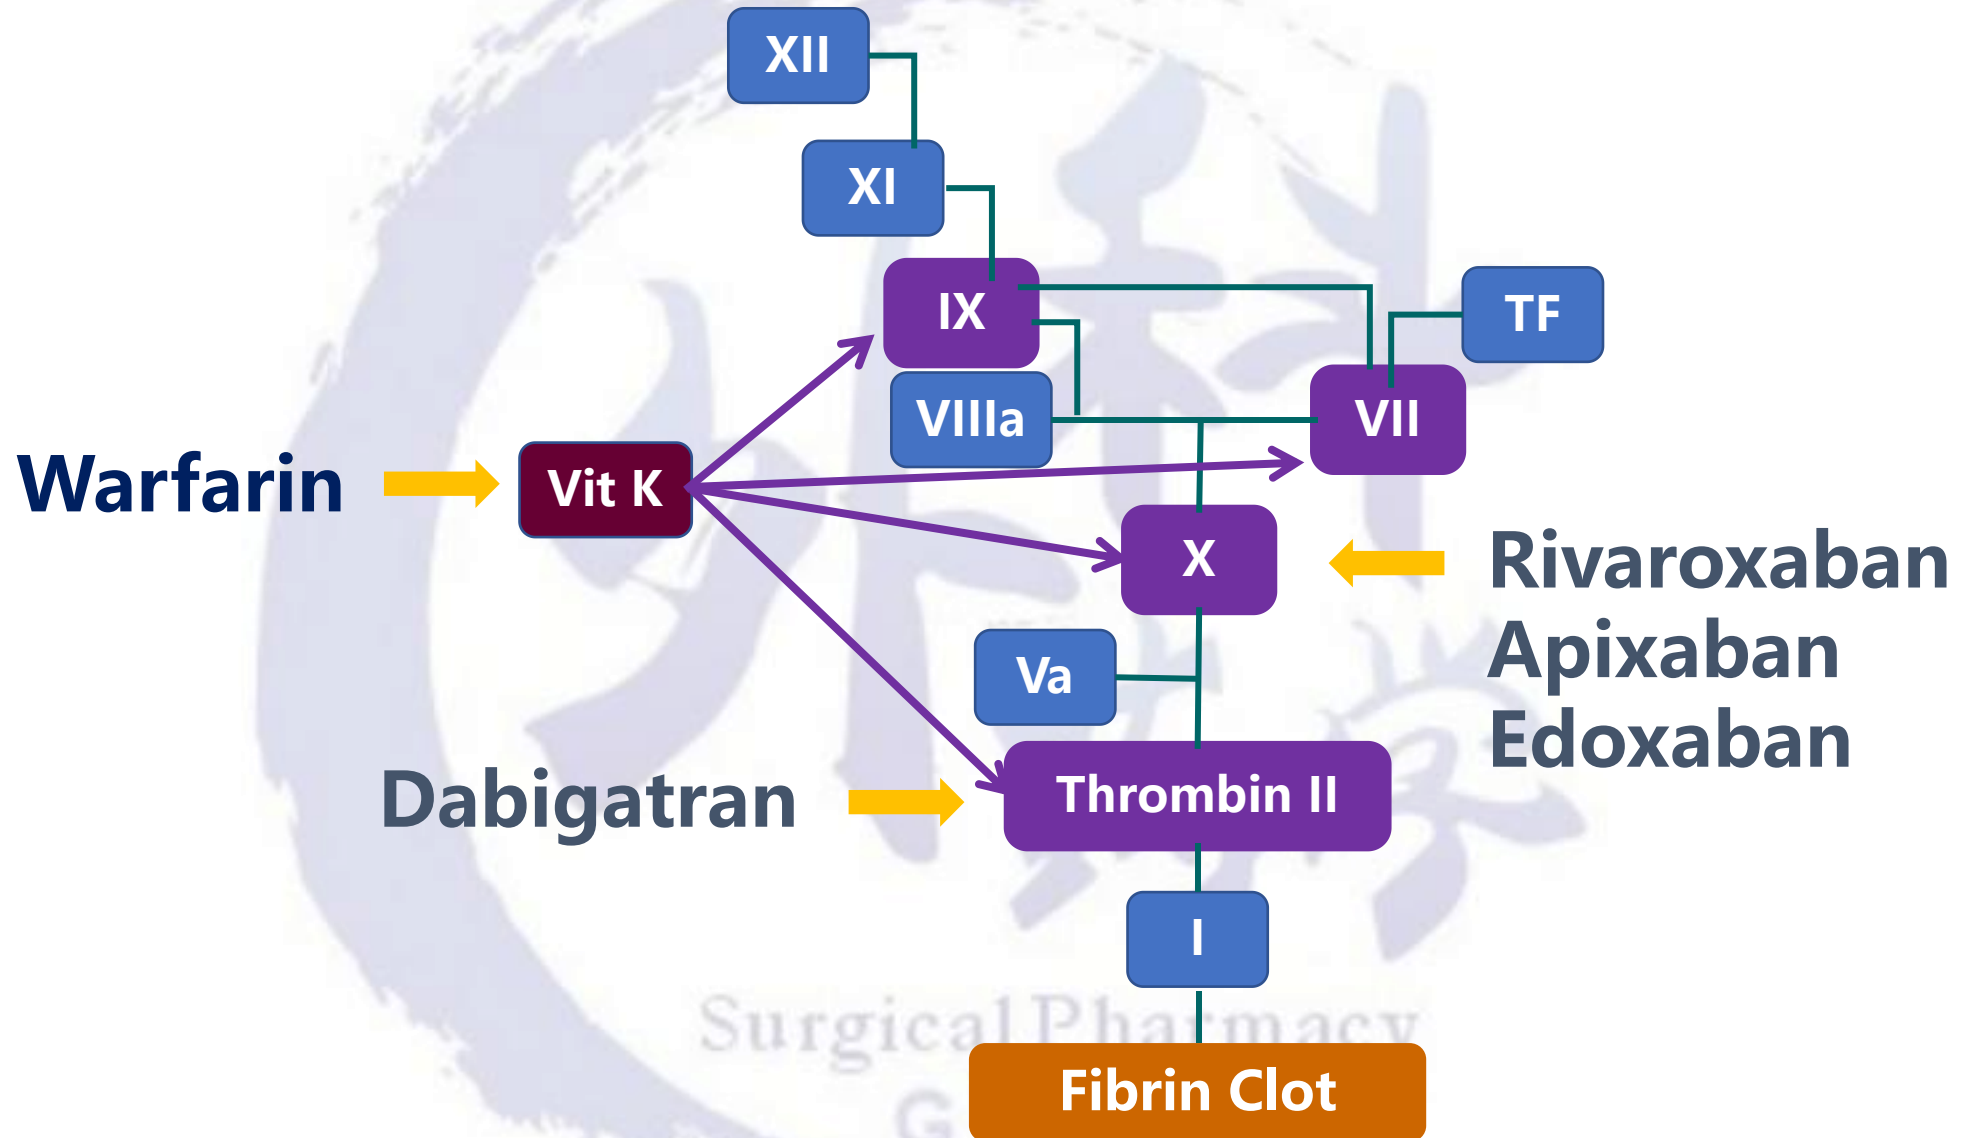 XII
XI
IX
TF
VIIIa
VII
Warfarin
Vit K
X
Rivaroxaban
Apixaban
Edoxaban
Va
Dabigatran
Thrombin II
I
Surgical Pharmacy
G
Fibrin Clot